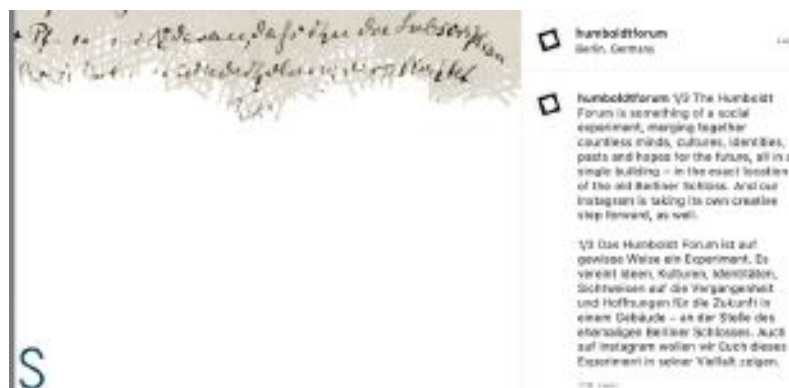 daran, daß ihn die Subscription
S
humboldtforum
Berlin, Germany
humboldtforum 1/3 The Humboldt
Forum is something of a social
experiment, merging together
countless minds, cultures, identities,
pasts and hopes for the future, all in a
single building – in the exact location
of the old Berliner Schloss. And our
Instagram is taking its own creative
step forward, as well.
1/3 Das Humboldt Forum ist auf
gewisse Weise ein Experiment. Es
vereint Ideen, Kulturen, Identitäten,
Sichtweisen auf die Vergangenheit
und Hoffnungen für die Zukunft in
einem Gebäude – an der Stelle des
ehemaligen Berliner Schlosses. Auch
auf Instagram wollen wir Euch dieses
Experiment in seiner Vielfalt zeigen.